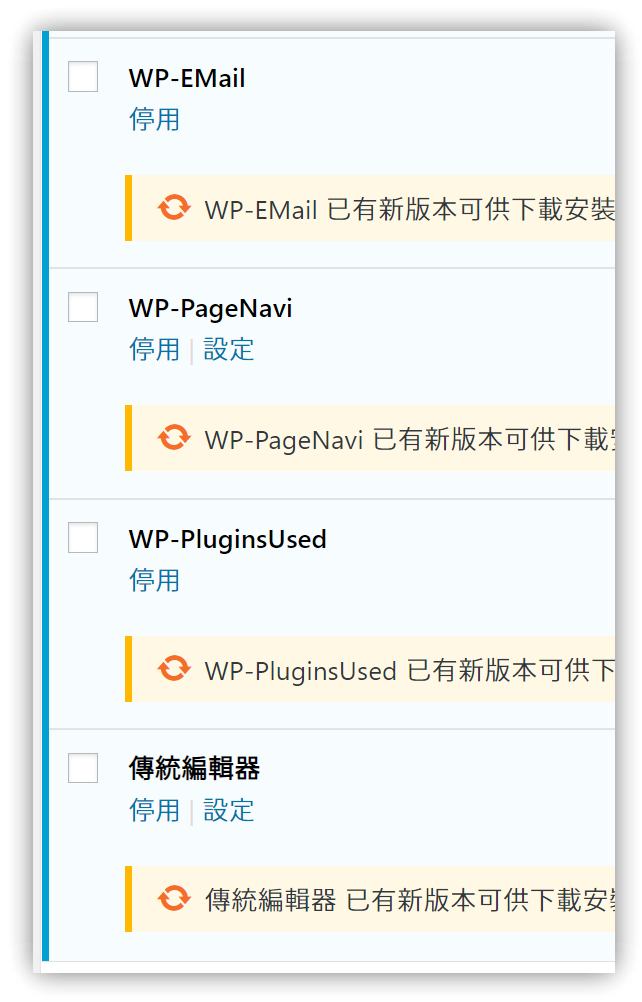 WP-EMail
停用
WP-EMail 已有新版本可供下載安裝
WP-PageNavi
停用 | 設定
WP-PageNavi 已有新版本可供下載
WP-PluginsUsed
停用
WP-PluginsUsed 已有新版本可供下
傳統編輯器
停用 | 設定
傳統編輯器 已有新版本可供下載安